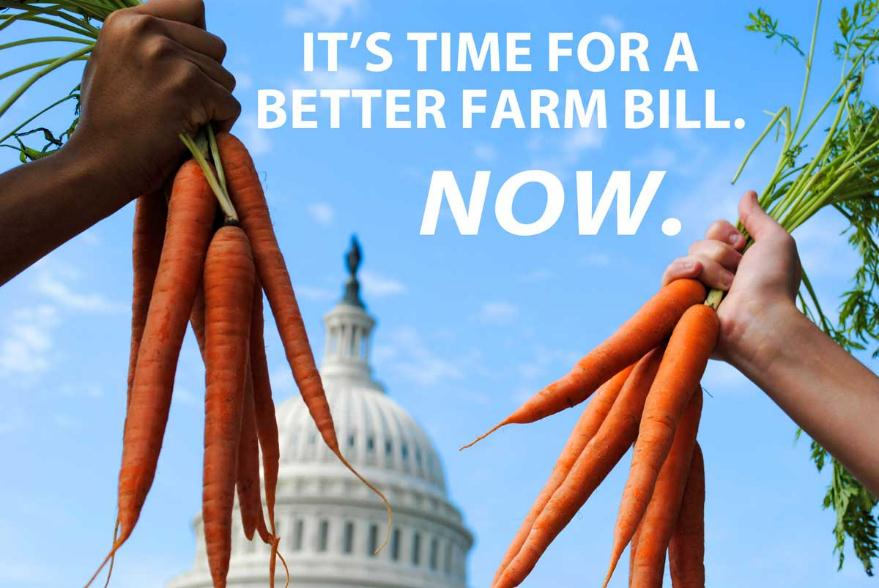 IT'S TIME FOR A
BETTER FARM BILL.
NOW.